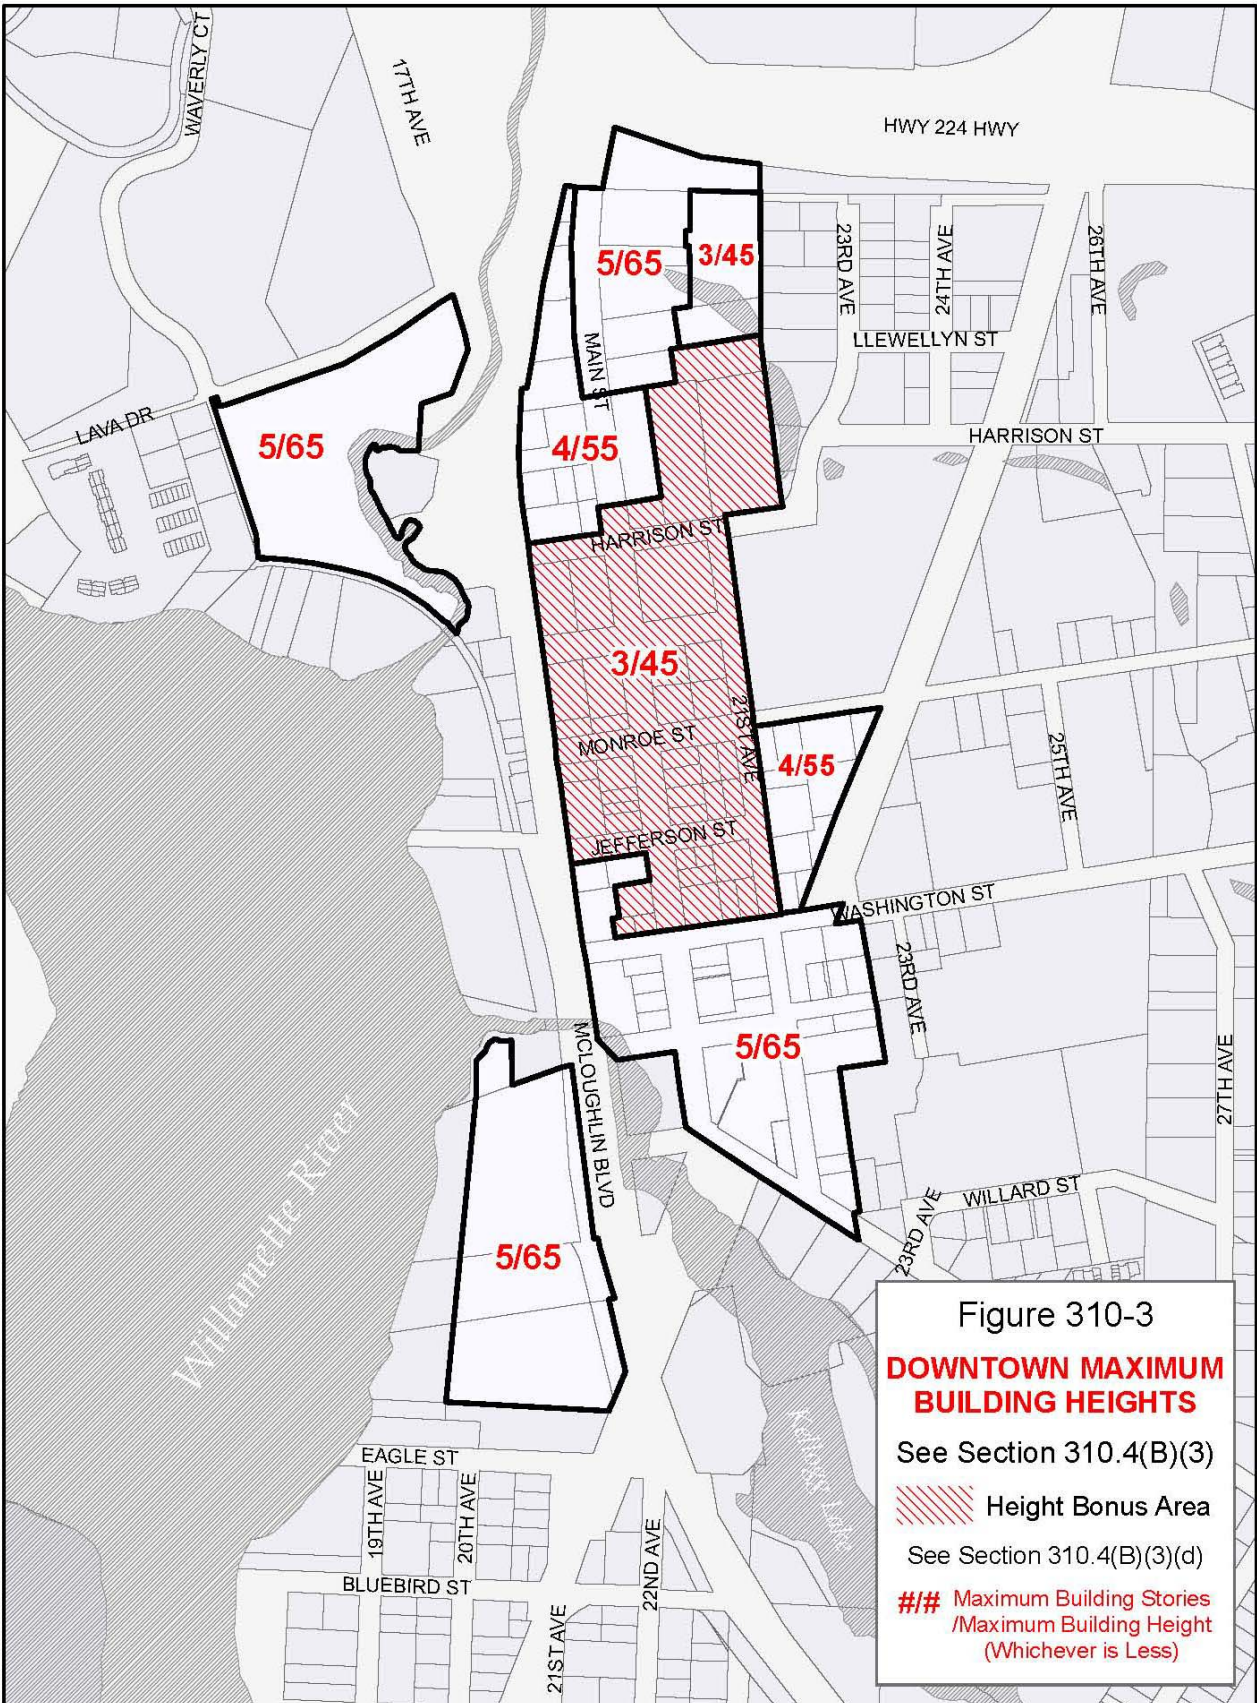 WAVERLY CT
17TH AVE
HWY 224 HWY
5/65
3/45
23RD AVE
24TH AVE
26TH AVE
LLEWELLYN ST
MAIN ST
LAVA DR
5/65
4/55
HARRISON ST
HARRISON ST
3/45
21ST AVE
MONROE ST
4/55
25TH AVE
JEFFERSON ST
WASHINGTON ST
23RD AVE
MCLOUGHLIN BLVD
5/65
27TH AVE
Willamette River
WILLARD ST
23RD AVE
5/65
Kellogg Lake
EAGLE ST
19TH AVE
20TH AVE
22ND AVE
BLUEBIRD ST
21ST AVE
Figure 310-3
DOWNTOWN MAXIMUM
BUILDING HEIGHTS
See Section 310.4(B)(3)
Height Bonus Area
See Section 310.4(B)(3)(d)
#/# Maximum Building Stories
/Maximum Building Height
(Whichever is Less)